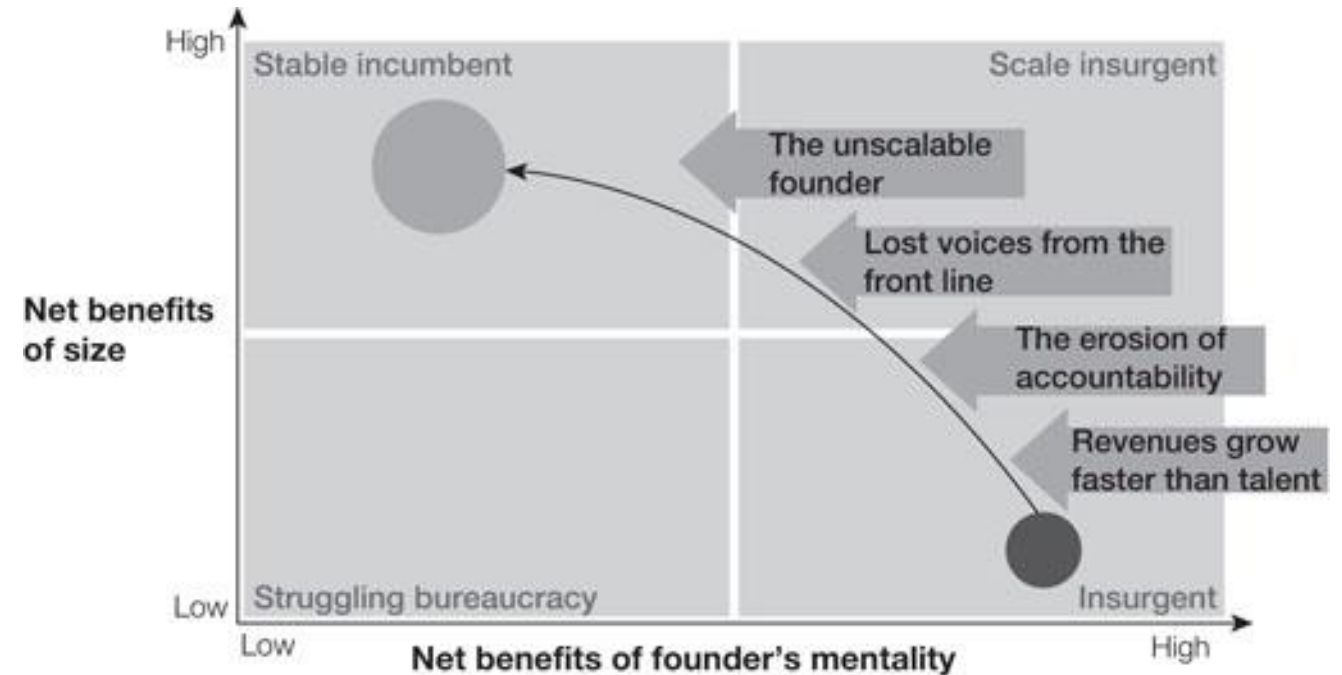 High
Stable incumbent
Scale insurgent
The unscalable
founder
Lost voices from the
front line
Net benefits
of size
The erosion of
accountability
Revenues grow
faster than talent
Low
Struggling bureaucracy
Insurgent
Low
Net benefits of founder's mentality
High